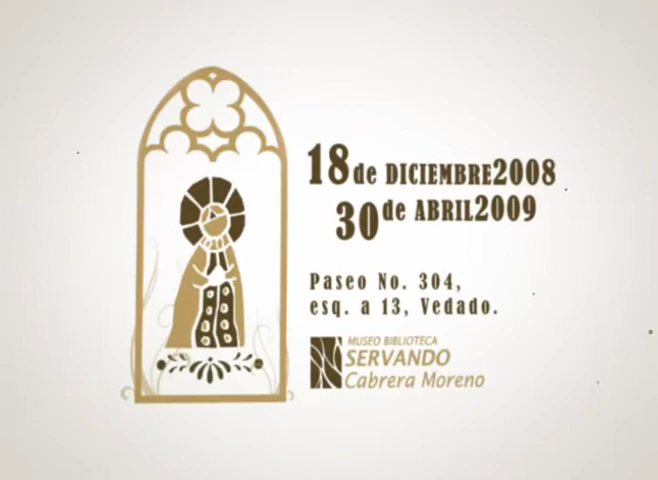 18 de DICIEMBRE 2008
30 de ABRIL 2009
Paseo No. 304,
esq. a 13, Vedado.
MUSEO BIBLIOTECA
SERVANDO
Cabrera Moreno